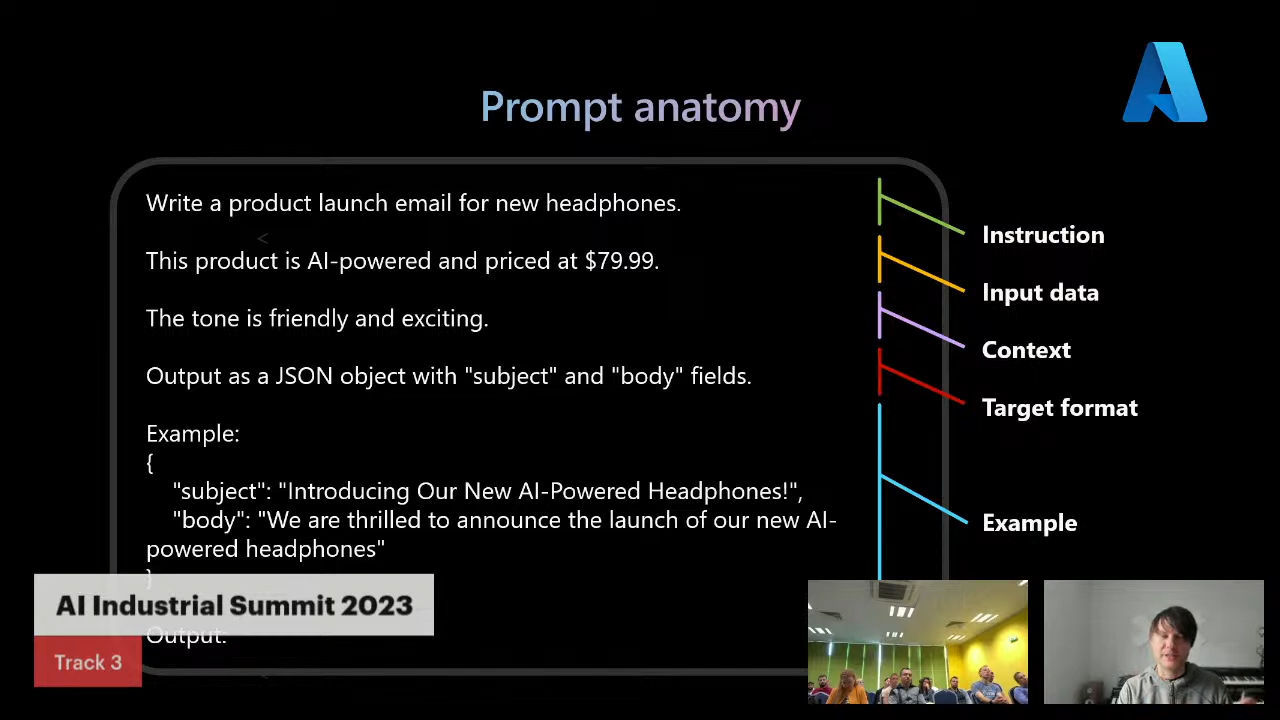 Prompt anatomy
Write a product launch email for new headphones.
<
This product is AI-powered and priced at $79.99.
The tone is friendly and exciting.
Output as a JSON object with "subject" and "body" fields.
Example:
{
"subject": "Introducing Our New AI-Powered Headphones!",
"body": "We are thrilled to announce the launch of our new AI-
powered headphones"
}
Output:
Instruction
Input data
Context
Target format
Example
AI Industrial Summit 2023
Track 3